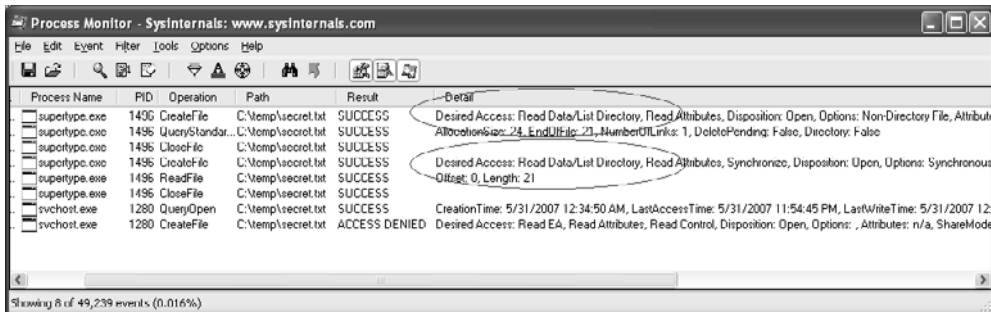 Process Monitor - Sysinternals: www.sysinternals.com
File Edit Event Filter Tools Options Help
Process Name PID Operation Path Result Detail
supertype.exe 1496 CreateFile C:\temp\secret.txt SUCCESS Desired Access: Read Data/List Directory, Read Attributes, Disposition: Open, Options: Non-Directory File, Attribute
supertype.exe 1496 QueryStandar... C:\temp\secret.txt SUCCESS AllocationSize: 24, EndOfFile: 21, NumberOfLinks: 1, DeletePending: False, Directory: False
supertype.exe 1496 CloseFile C:\temp\secret.txt SUCCESS
supertype.exe 1496 CreateFile C:\temp\secret.txt SUCCESS Desired Access: Read Data/List Directory, Read Attributes, Synchronize, Disposition: Open, Options: Synchronous
supertype.exe 1496 ReadFile C:\temp\secret.txt SUCCESS Offset: 0, Length: 21
supertype.exe 1496 CloseFile C:\temp\secret.txt SUCCESS
svchost.exe 1280 QueryOpen C:\temp\secret.txt SUCCESS CreationTime: 5/31/2007 12:34:50 AM, LastAccessTime: 5/31/2007 11:54:45 PM, LastWriteTime: 5/31/2007 12:
svchost.exe 1280 CreateFile C:\temp\secret.txt ACCESS DENIED Desired Access: Read EA, Read Attributes, Read Control, Disposition: Open, Options: , Attributes: n/a, ShareMode
Showing 8 of 49,239 events (0.016%)